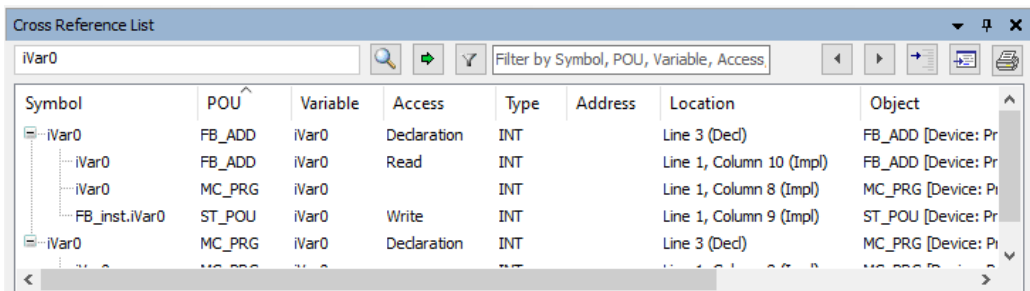 Cross Reference List
iVar0 Filter by Symbol, POU, Variable, Access,
Symbol POU Variable Access Type Address Location Object
iVar0 FB_ADD iVar0 Declaration INT Line 3 (Decl) FB_ADD [Device: Pr
iVar0 FB_ADD iVar0 Read INT Line 1, Column 10 (Impl) FB_ADD [Device: Pr
iVar0 MC_PRG iVar0 INT Line 1, Column 8 (Impl) MC_PRG [Device: Pr
FB_inst.iVar0 ST_POU iVar0 Write INT Line 1, Column 9 (Impl) ST_POU [Device: Pr
iVar0 MC_PRG iVar0 Declaration INT Line 3 (Decl) MC_PRG [Device: Pr